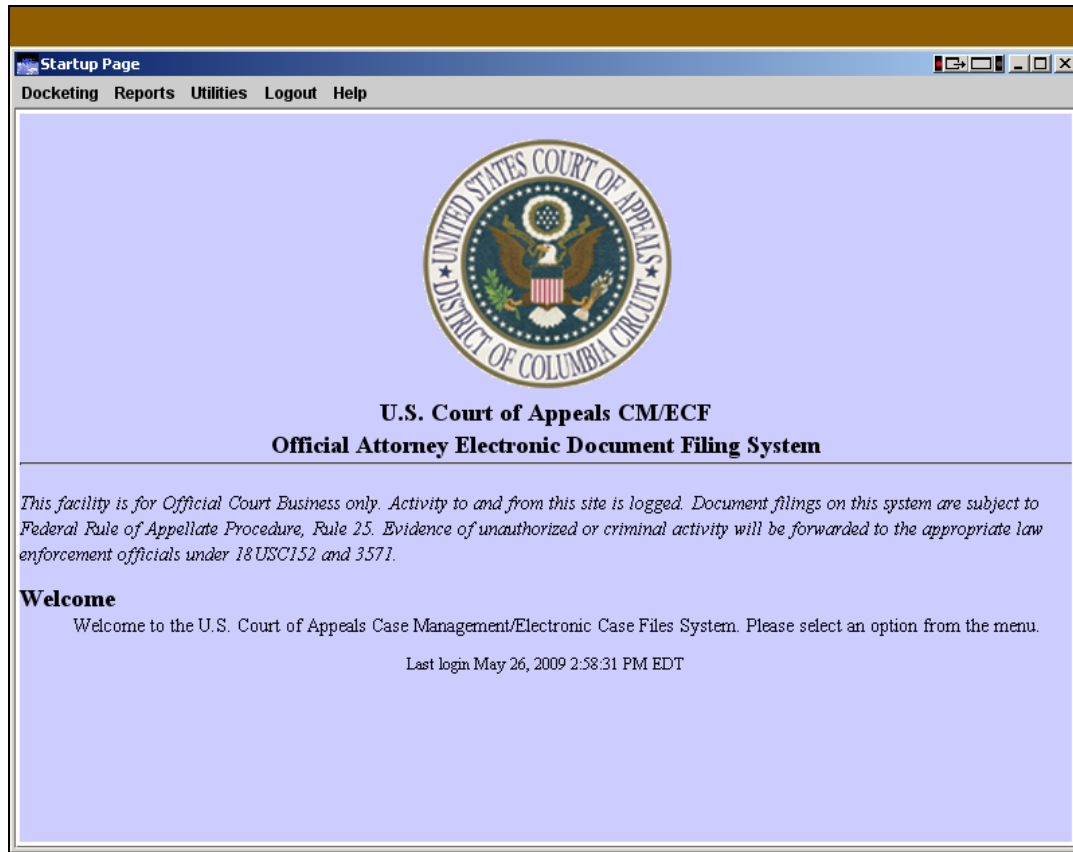 Startup Page
Docketing Reports Utilities Logout Help
UNITED STATES COURT OF APPEALS
DISTRICT OF COLUMBIA CIRCUIT
U.S. Court of Appeals CM/ECF
Official Attorney Electronic Document Filing System
This facility is for Official Court Business only. Activity to and from this site is logged. Document filings on this system are subject to
Federal Rule of Appellate Procedure, Rule 25. Evidence of unauthorized or criminal activity will be forwarded to the appropriate law
enforcement officials under 18USC152 and 3571.
Welcome
Welcome to the U.S. Court of Appeals Case Management/Electronic Case Files System. Please select an option from the menu.
Last login May 26, 2009 2:58:31 PM EDT